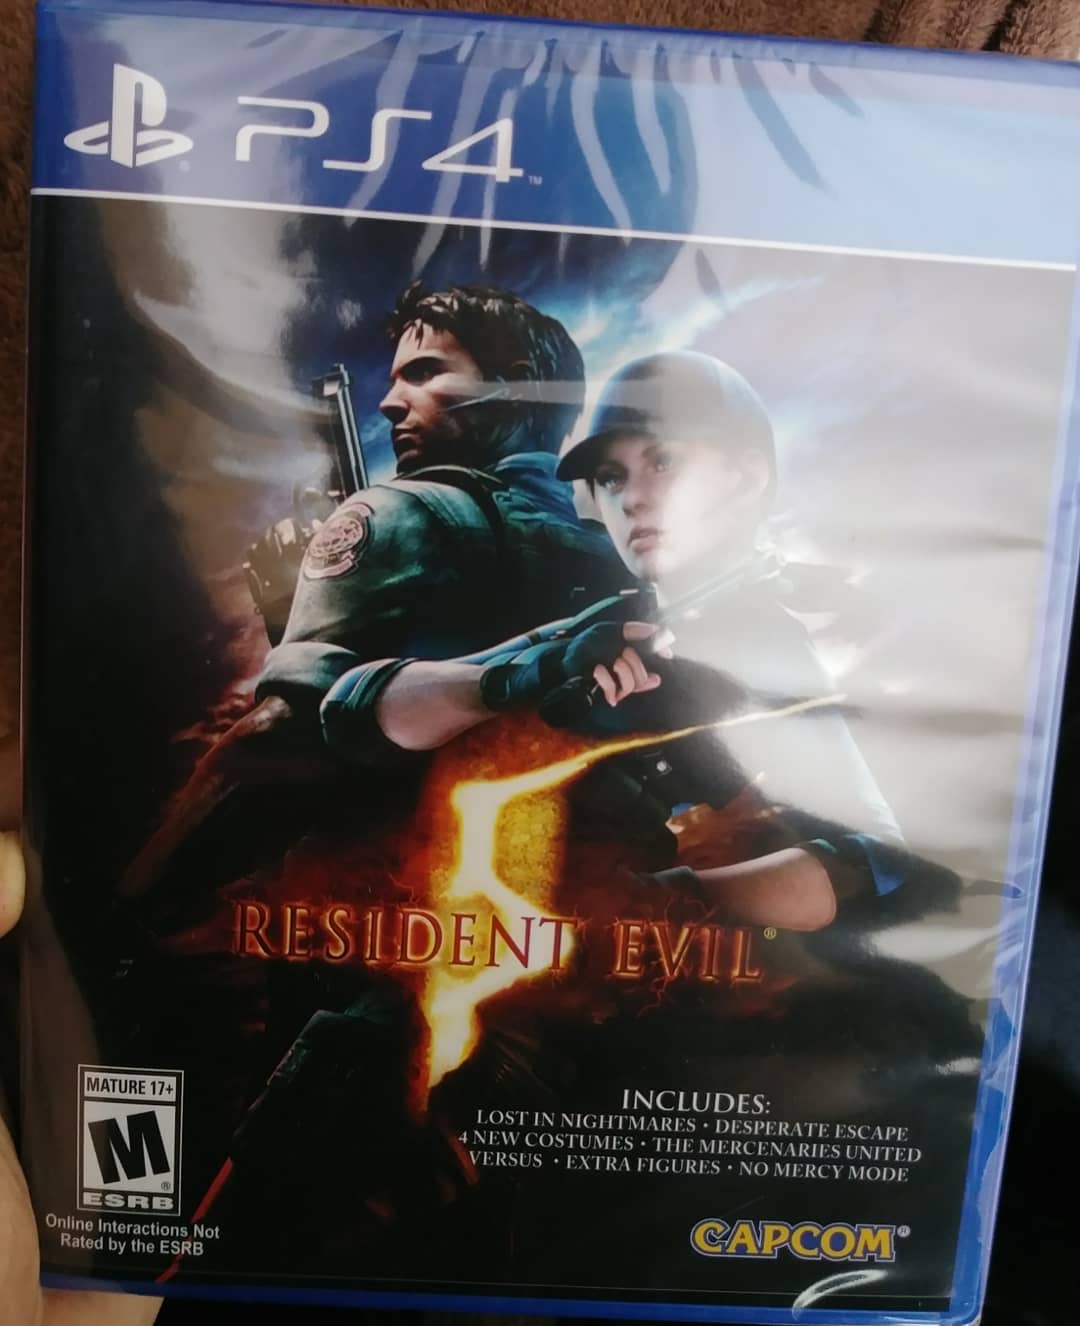 PS4™
RESIDENT EVIL®
5
MATURE 17+
M®
ESRB
Online Interactions Not
Rated by the ESRB
INCLUDES:
LOST IN NIGHTMARES • DESPERATE ESCAPE
4 NEW COSTUMES • THE MERCENARIES UNITED
VERSUS • EXTRA FIGURES • NO MERCY MODE
CAPCOM®